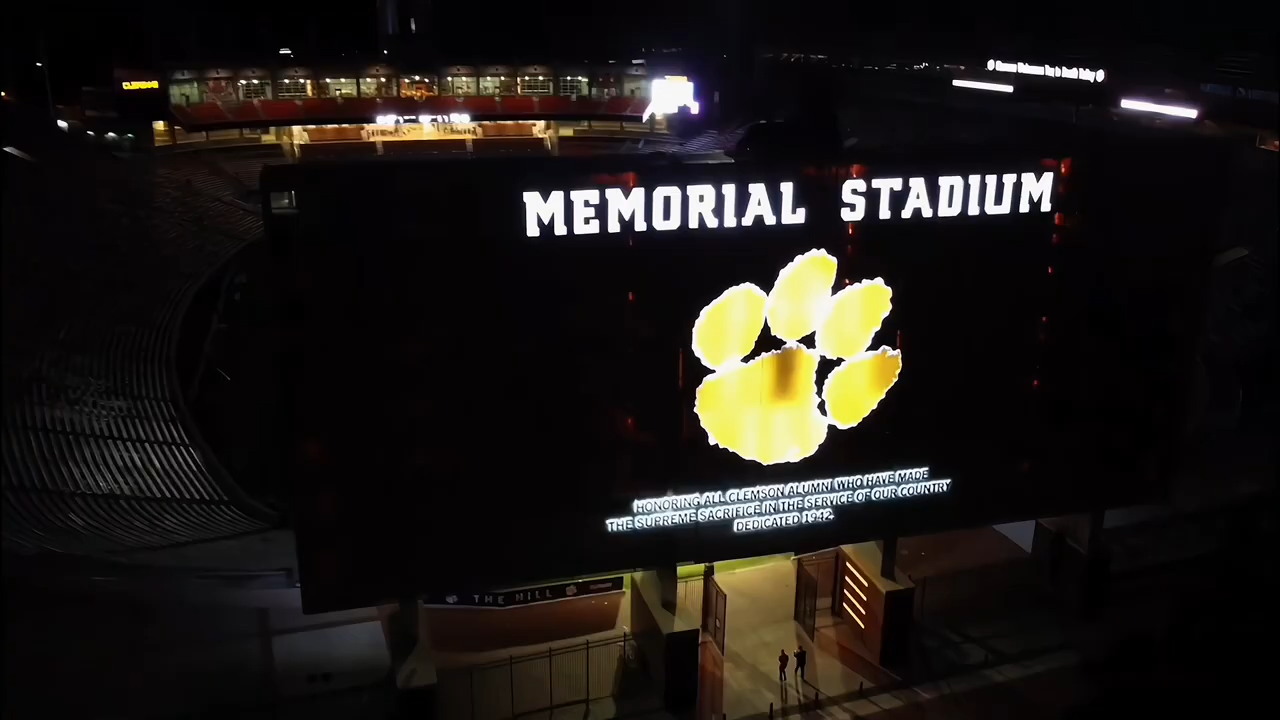 CLEMSON
MEMORIAL STADIUM
HONORING ALL CLEMSON ALUMNI WHO HAVE MADE
THE SUPREME SACRIFICE IN THE SERVICE OF OUR COUNTRY
DEDICATED 1942
THE HILL